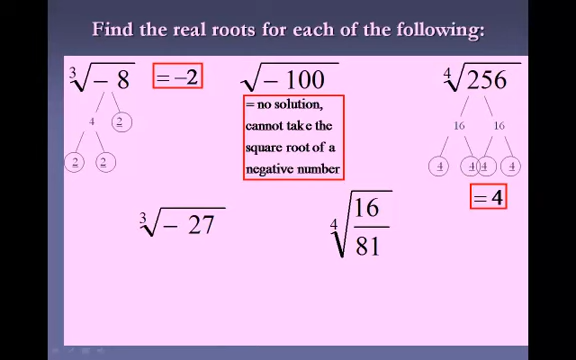 Find the real roots for each of the following:
∛− 8 = −2
√− 100
∜256
4 2
2 2
= no solution,
cannot take the
square root of a
negative number
16 16
4 4 4 4
= 4
∛− 27
∜16/81